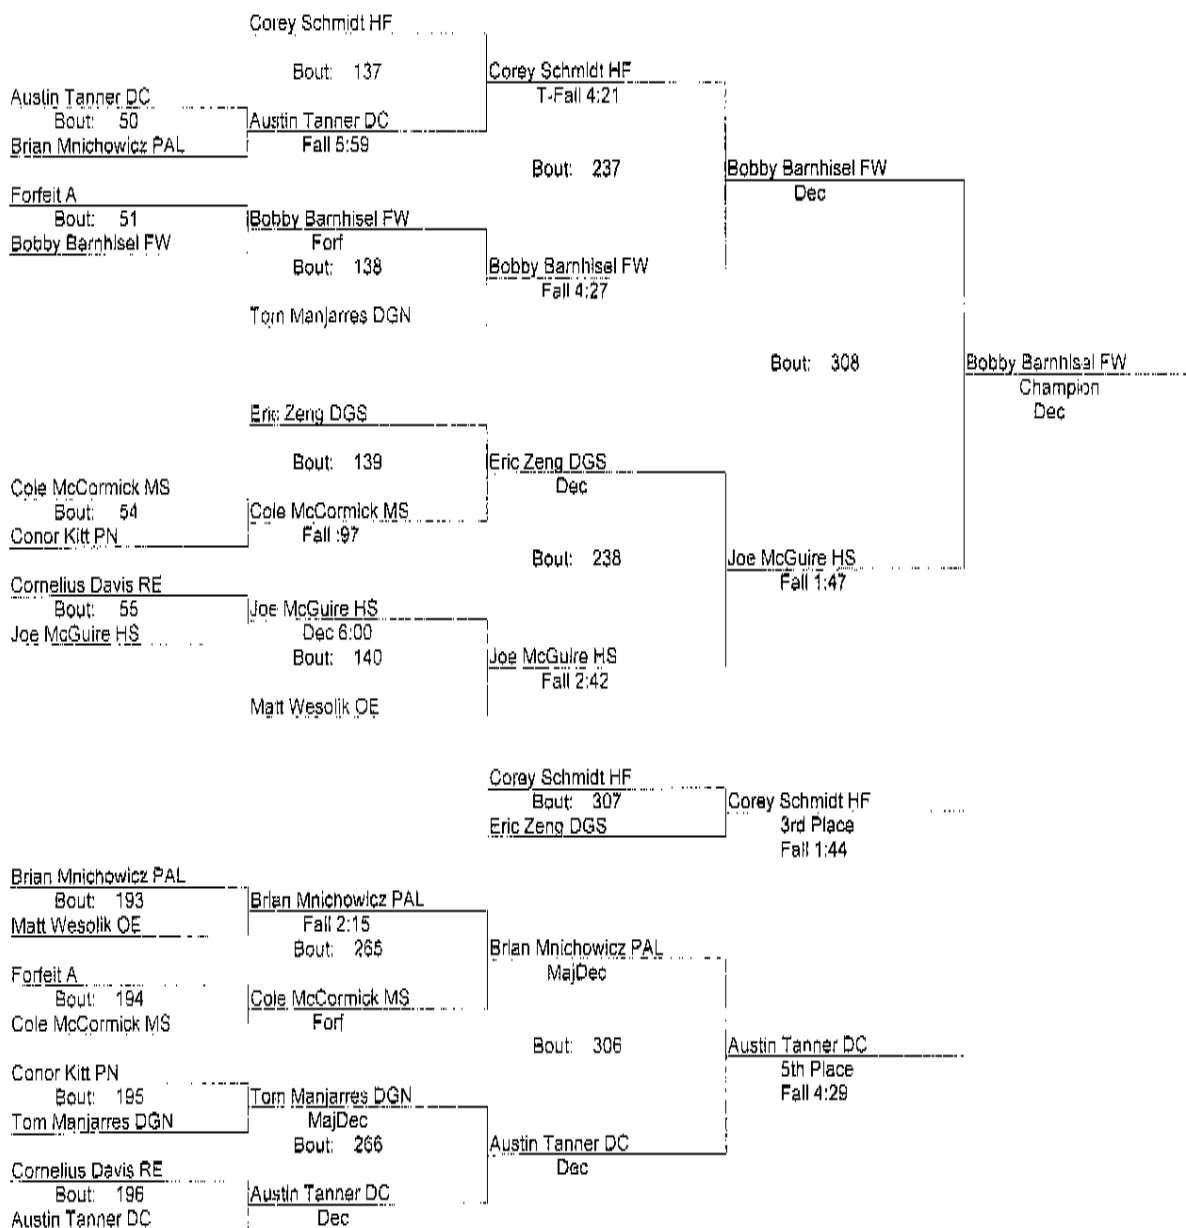 Corey Schmidt HF
Bout: 137
Corey Schmidt HF
T-Fall 4:21
Austin Tanner DC
Bout: 50
Austin Tanner DC
Brian Mnichowicz PAL
Fall 5:59
Bout: 237
Bobby Barnhisel FW
Dec
Forfeit A
Bout: 51
Bobby Barnhisel FW
Bobby Barnhisel FW
Forf
Bout: 138
Bobby Barnhisel FW
Fall 4:27
Tom Manjarres DGN
Bout: 308
Bobby Barnhisel FW
Champion
Dec
Eric Zeng DGS
Bout: 139
Eric Zeng DGS
Dec
Cole McCormick MS
Bout: 54
Cole McCormick MS
Conor Kitt PN
Fall :97
Bout: 238
Joe McGuire HS
Fall 1:47
Cornelius Davis RE
Bout: 55
Joe McGuire HS
Joe McGuire HS
Dec 6:00
Bout: 140
Joe McGuire HS
Fall 2:42
Matt Wesolik OE
Corey Schmidt HF
Bout: 307
Corey Schmidt HF
Eric Zeng DGS
3rd Place
Fall 1:44
Brian Mnichowicz PAL
Bout: 193
Brian Mnichowicz PAL
Matt Wesolik OE
Fall 2:15
Bout: 265
Brian Mnichowicz PAL
MajDec
Forfeit A
Bout: 194
Cole McCormick MS
Cole McCormick MS
Forf
Bout: 306
Austin Tanner DC
5th Place
Fall 4:29
Conor Kitt PN
Bout: 195
Tom Manjarres DGN
Tom Manjarres DGN
MajDec
Bout: 266
Austin Tanner DC
Dec
Cornelius Davis RE
Bout: 196
Austin Tanner DC
Austin Tanner DC
Dec